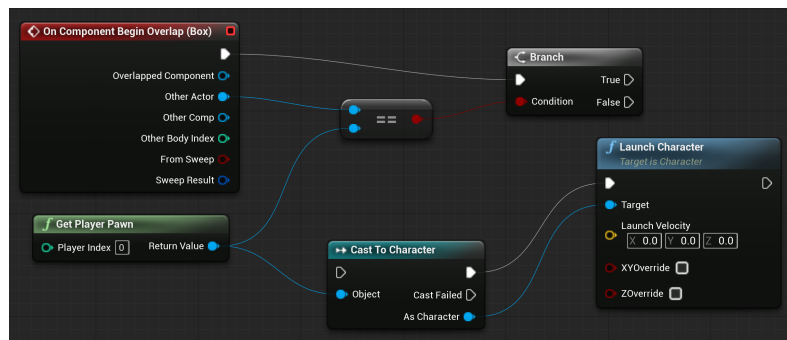 On Component Begin Overlap (Box)
Overlapped Component
Other Actor
Other Comp
Other Body Index
From Sweep
Sweep Result
==
Branch
True
Condition
False
Launch Character
Target is Character
Target
Launch Velocity
X 0.0 Y 0.0 Z 0.0
XYOverride
ZOverride
Get Player Pawn
Player Index 0
Return Value
Cast To Character
Object
Cast Failed
As Character